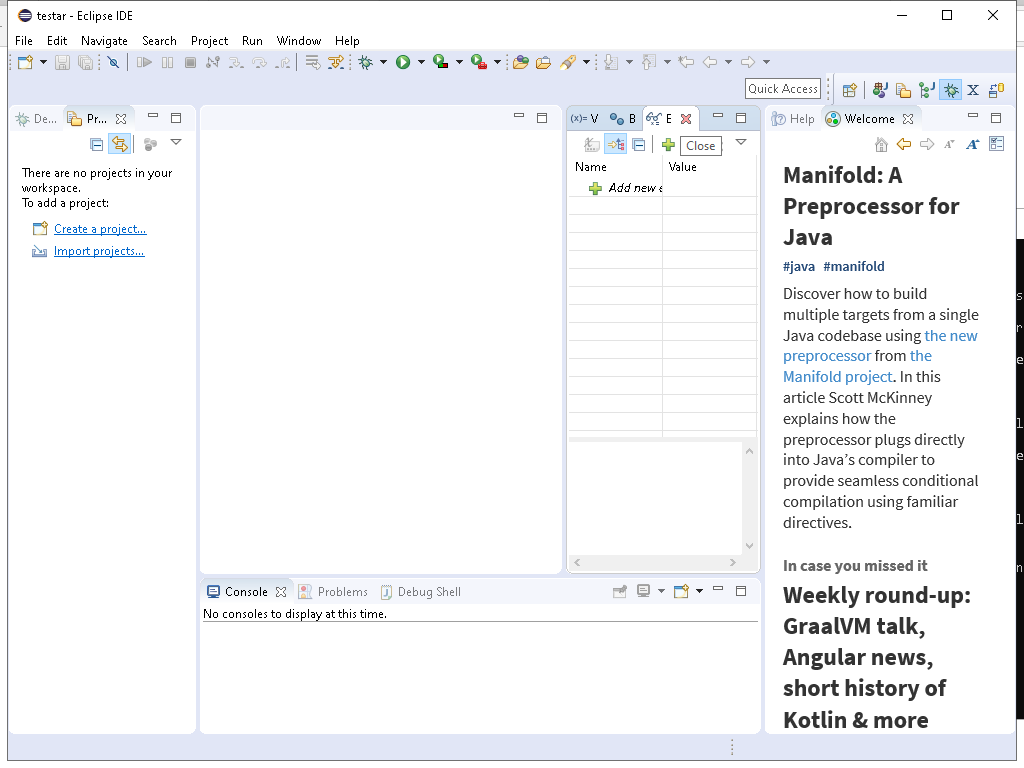 testar - Eclipse IDE
File Edit Navigate Search Project Run Window Help
Quick Access
De... Pr...
(x)= V B E
Help Welcome
Close
There are no projects in your
workspace.
To add a project:
Create a project...
Import projects...
Name Value
Add new e
Manifold: A
Preprocessor for
Java
#java #manifold
Discover how to build
multiple targets from a single
Java codebase using the new
preprocessor from the
Manifold project. In this
article Scott McKinney
explains how the
preprocessor plugs directly
into Java’s compiler to
provide seamless conditional
compilation using familiar
directives.
In case you missed it
Weekly round-up:
GraalVM talk,
Angular news,
short history of
Kotlin & more
Console Problems Debug Shell
No consoles to display at this time.